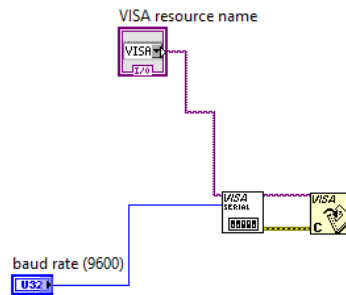 VISA resource name
VISA
I/O
VISA
SERIAL
VISA
C
baud rate (9600)
U32